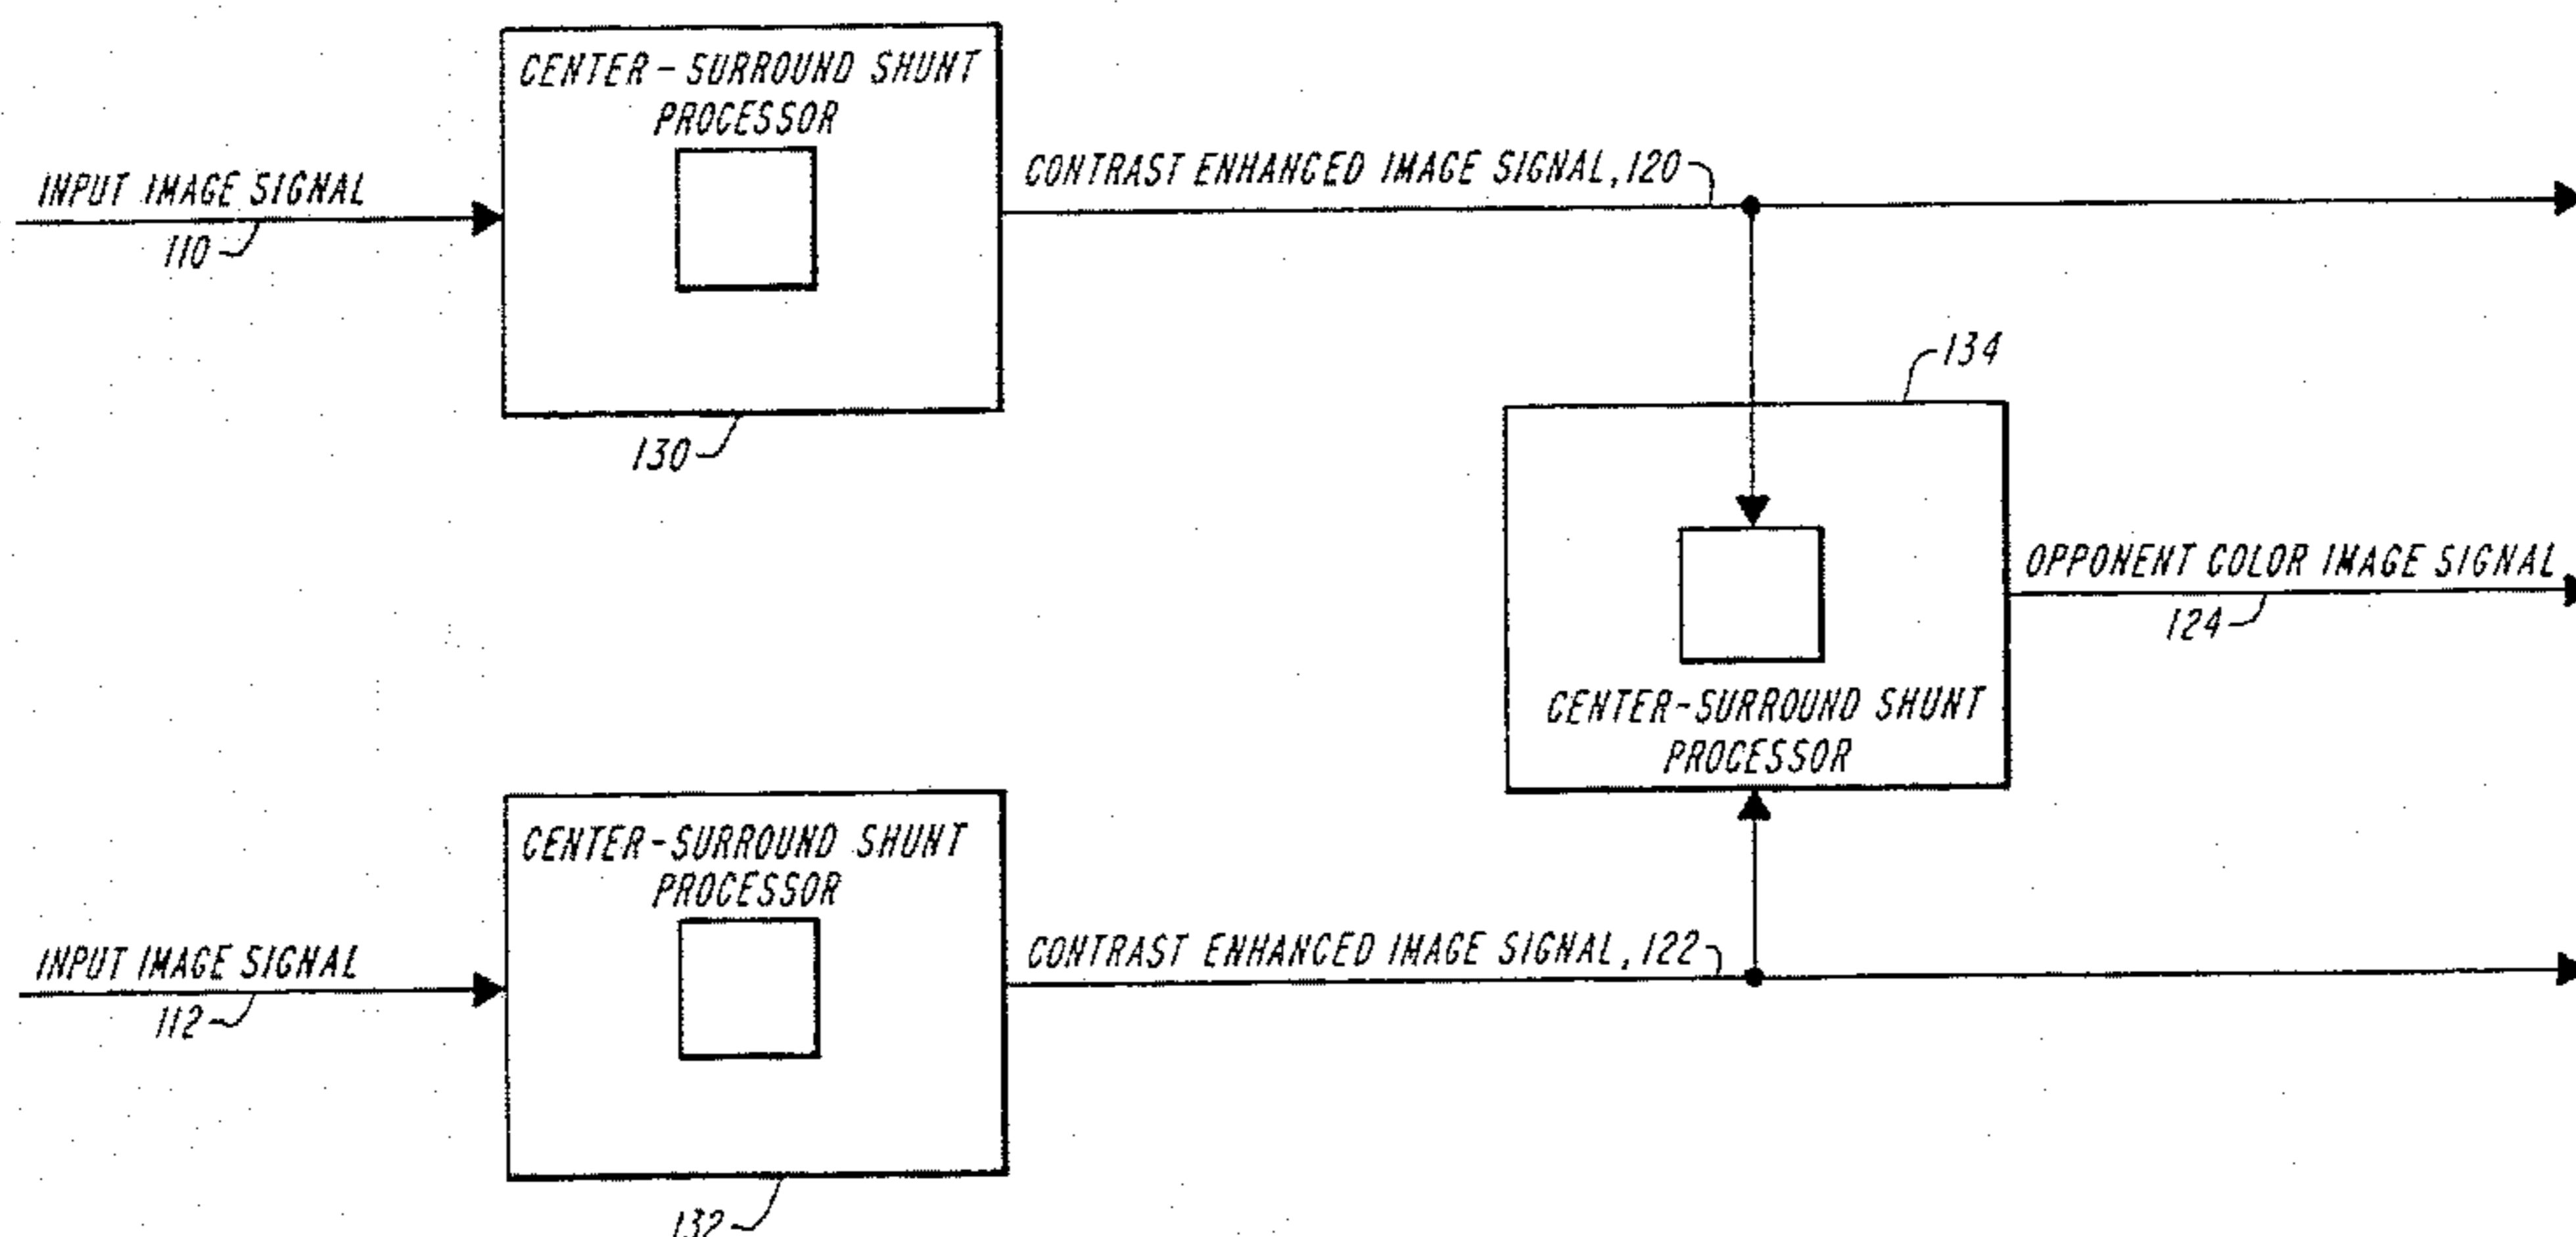 CENTER-SURROUND SHUNT
PROCESSOR
INPUT IMAGE SIGNAL
110
CONTRAST ENHANCED IMAGE SIGNAL, 120
130
134
OPPONENT COLOR IMAGE SIGNAL
124
CENTER-SURROUND SHUNT
PROCESSOR
CENTER-SURROUND SHUNT
PROCESSOR
INPUT IMAGE SIGNAL
112
CONTRAST ENHANCED IMAGE SIGNAL, 122
132